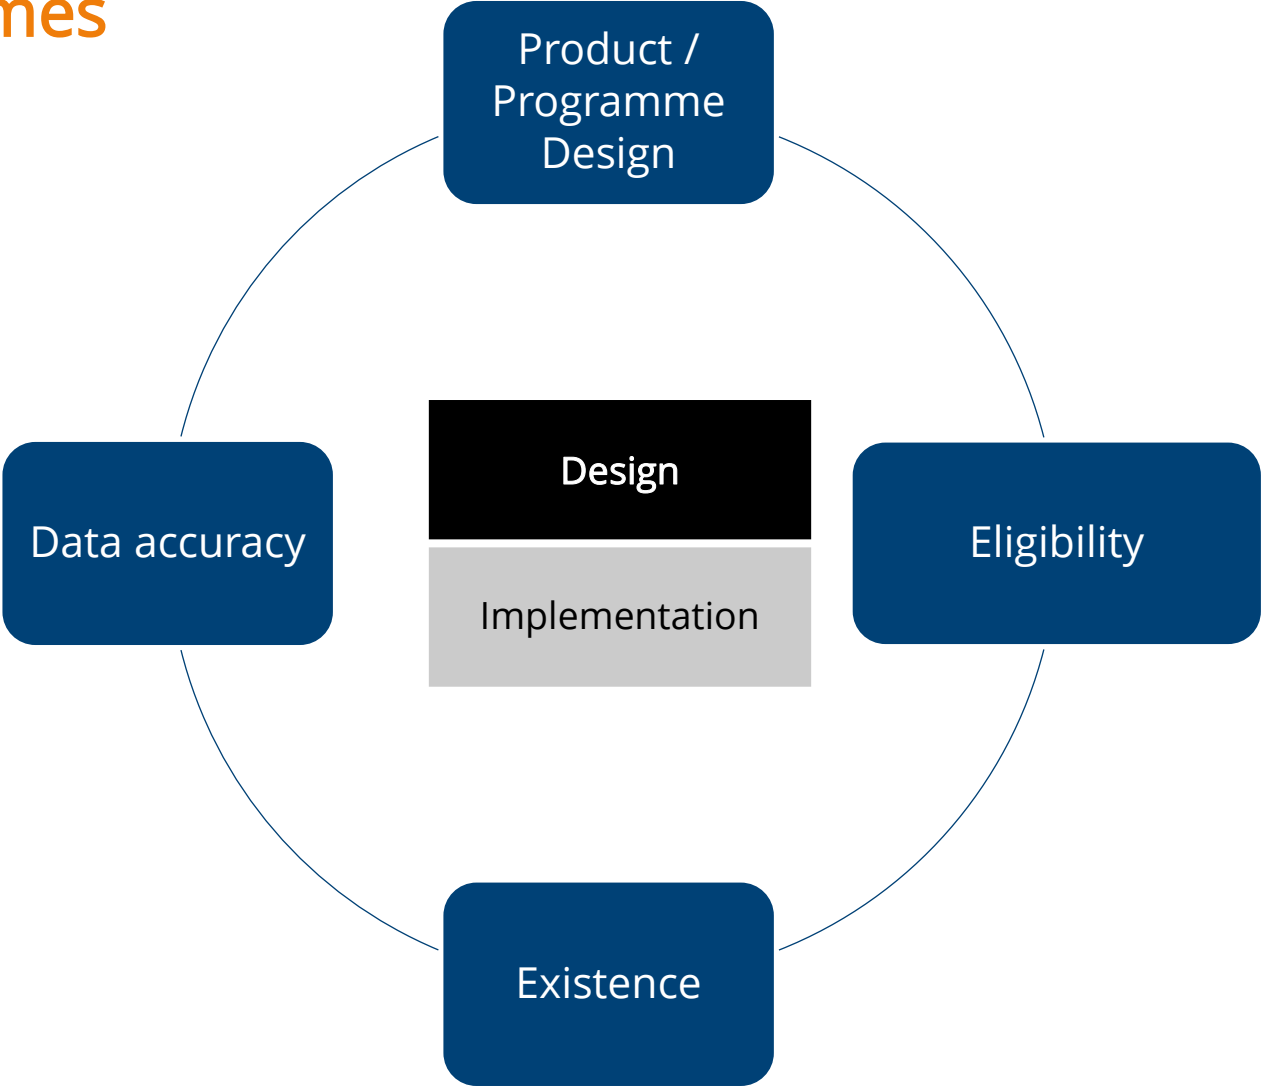 mes
Product /
Programme
Design
Design
Data accuracy
Eligibility
Implementation
Existence